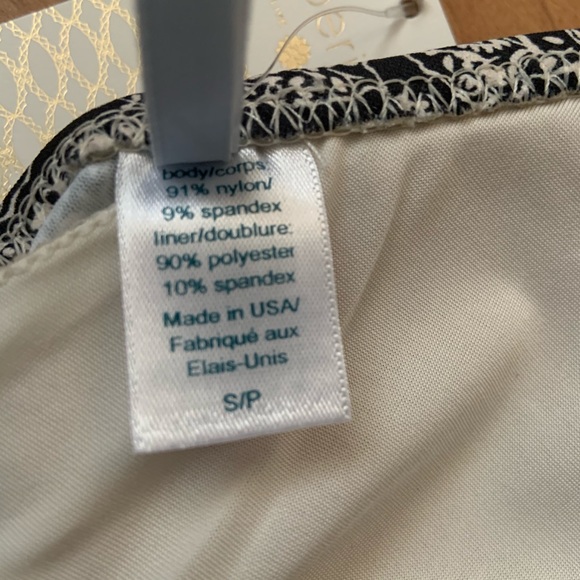 body/corps:
91% nylon/
9% spandex
liner/doublure:
90% polyester
10% spandex
Made in USA/
Fabriqué aux
Elais-Unis
S/P